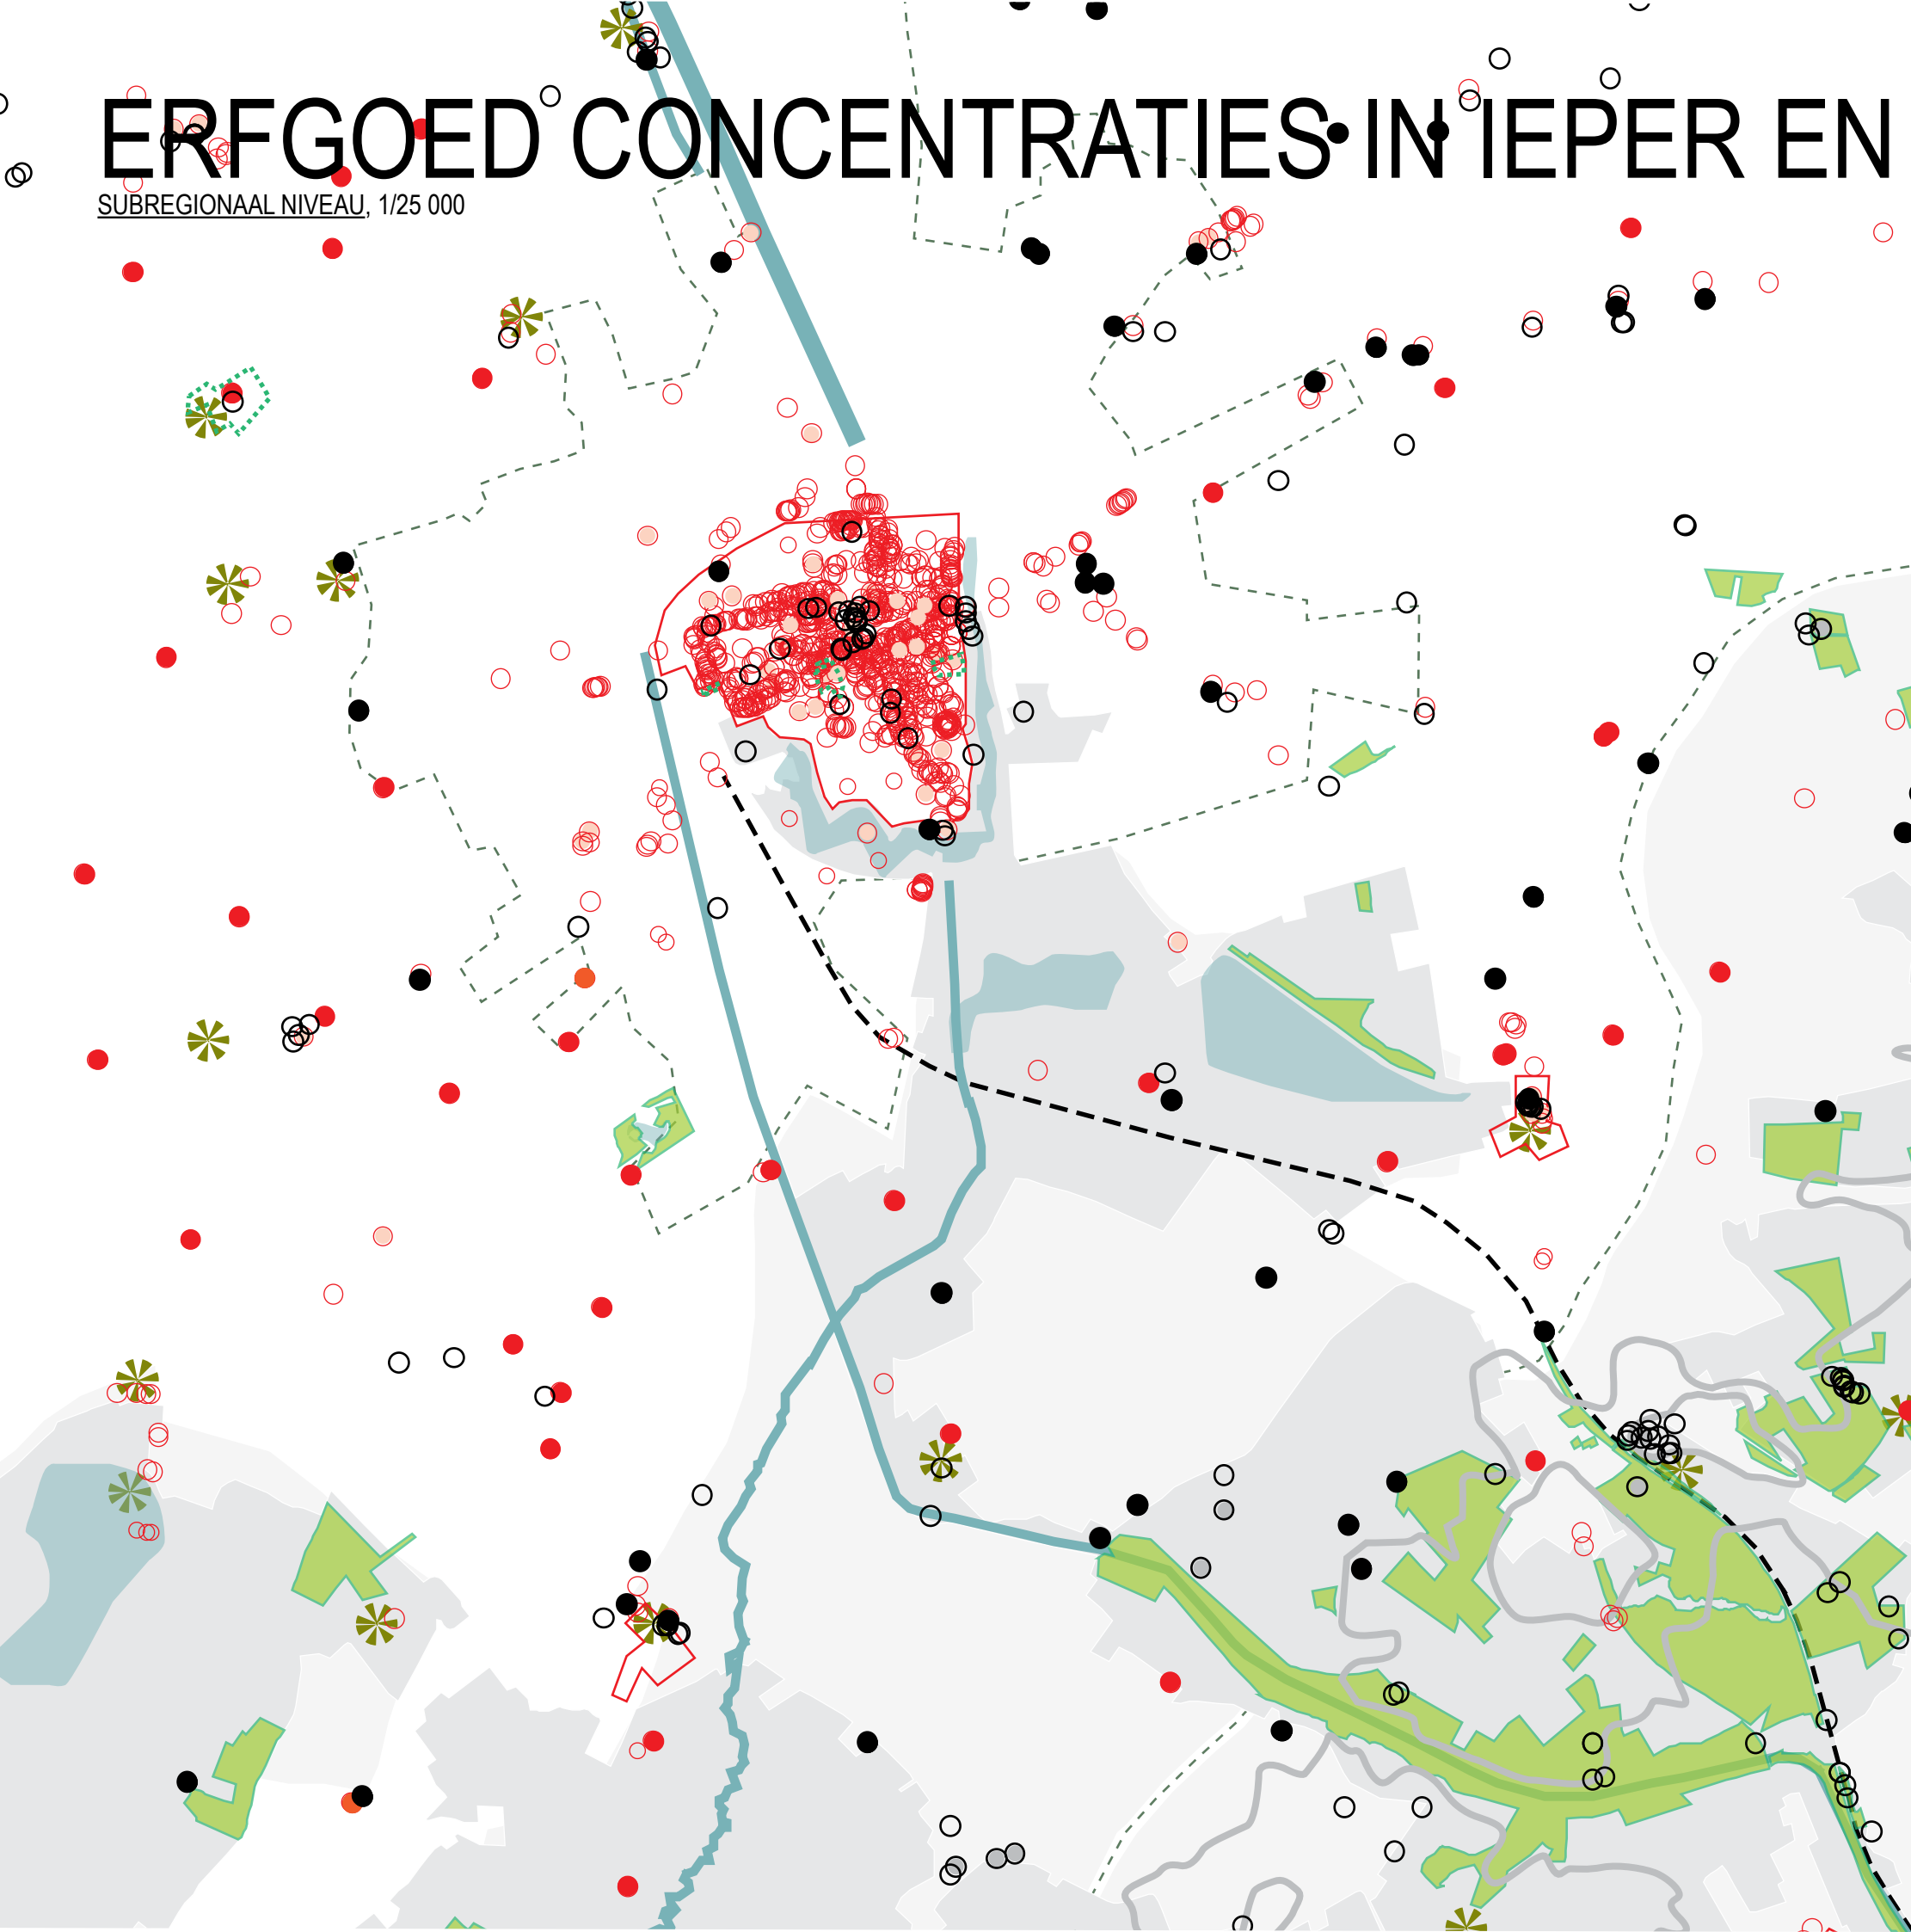 ERFGOED CONCENTRATIES IN IEPER EN
SUBREGIONAAL NIVEAU, 1/25 000